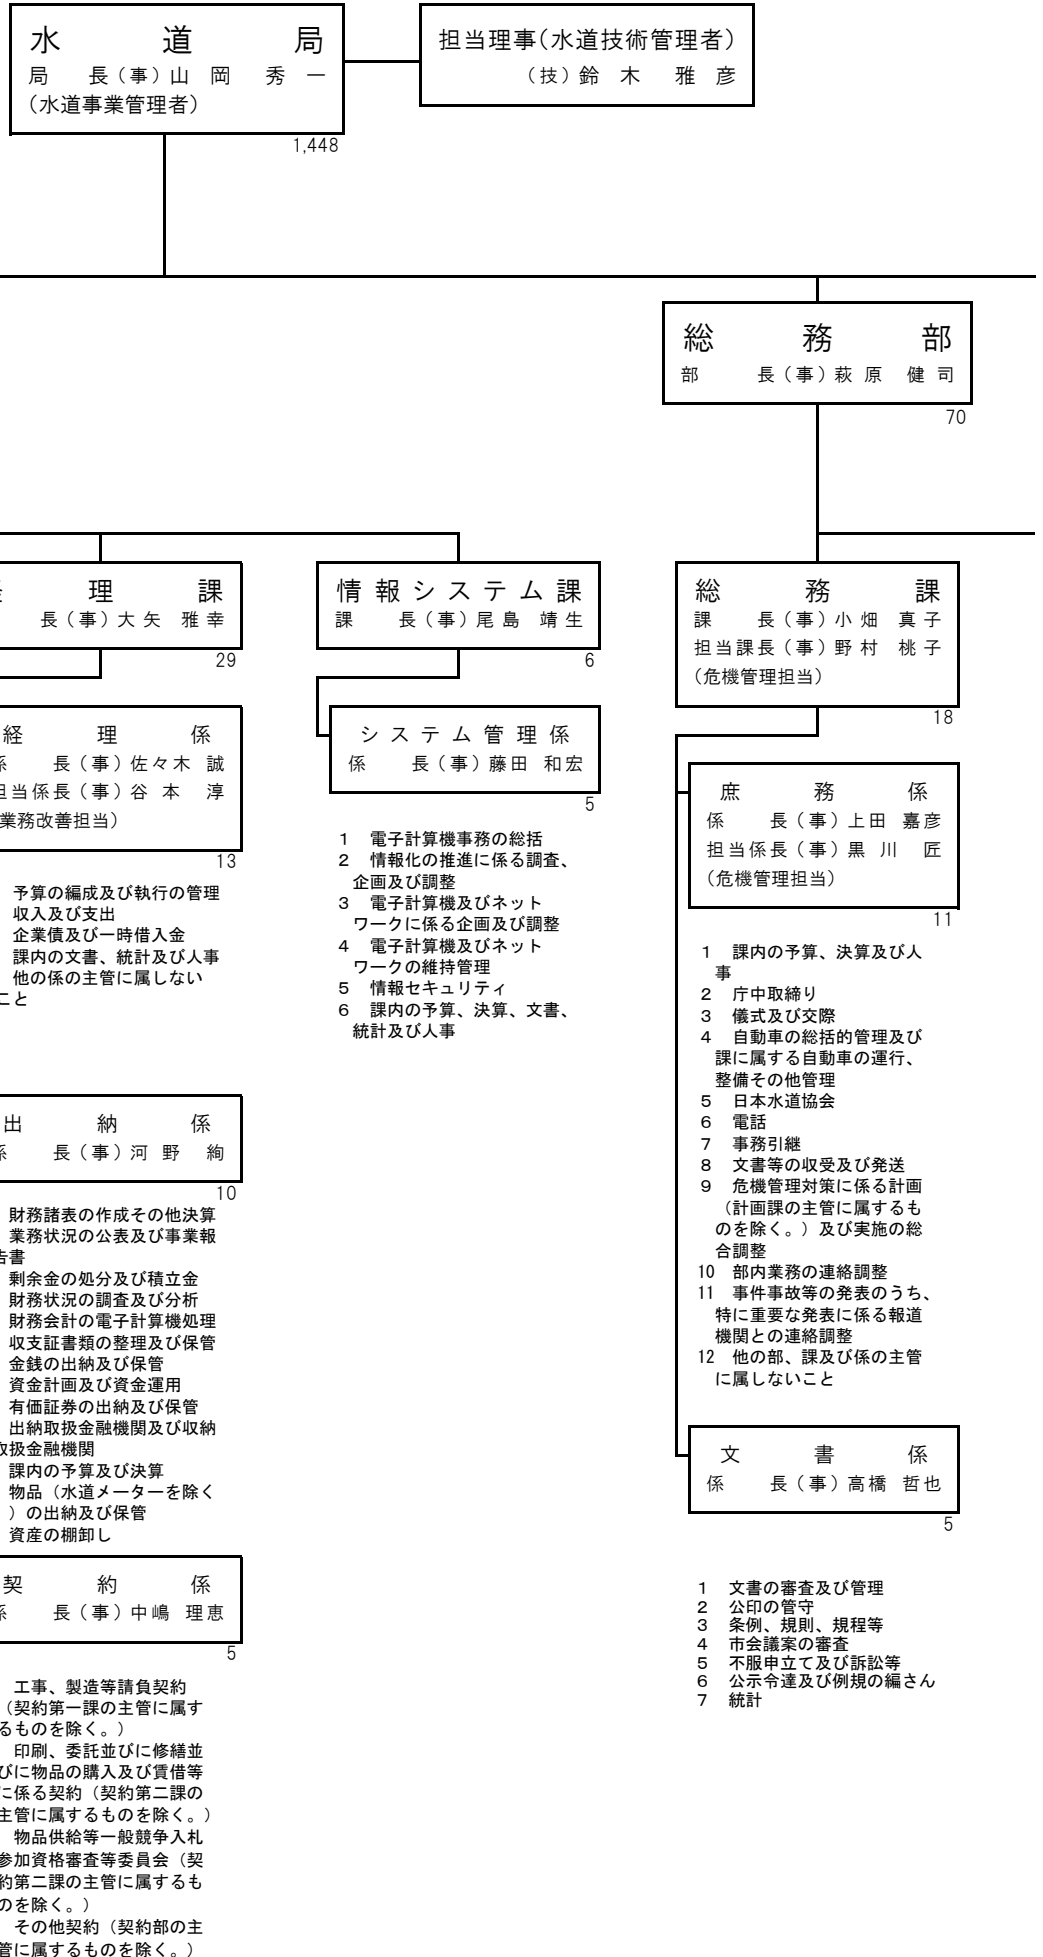 水道局
局長（事）山岡秀一
（水道事業管理者）
1,448
担当理事（水道技術管理者）
（技）鈴木雅彦
総務部
部長（事）萩原健司
70
理課
長（事）大矢雅幸
29
経理係
係長（事）佐々木誠
担当係長（事）谷本淳
業務改善担当）
13
予算の編成及び執行の管理
収入及び支出
企業債及び一時借入金
課内の文書、統計及び人事
他の係の主管に属しない
こと
出納係
係長（事）河野絢
10
財務諸表の作成その他決算
業務状況の公表及び事業報
告書
剰余金の処分及び積立金
財務状況の調査及び分析
財務会計の電子計算機処理
収支証書類の整理及び保管
金銭の出納及び保管
資金計画及び資金運用
有価証券の出納及び保管
出納取扱金融機関及び収納
取扱金融機関
課内の予算及び決算
物品（水道メーターを除く
）の出納及び保管
資産の棚卸し
契約係
係長（事）中嶋理恵
5
工事、製造等請負契約
（契約第一課の主管に属す
るものを除く。）
印刷、委託並びに修繕並
びに物品の購入及び賃借等
に係る契約（契約第二課の
主管に属するものを除く。）
物品供給等一般競争入札
参加資格審査等委員会（契
約第二課の主管に属するも
のを除く。）
その他契約（契約部の主
管に属するものを除く。）
情報システム課
課長（事）尾島靖生
6
システム管理係
係長（事）藤田和宏
5
1　電子計算機事務の総括
2　情報化の推進に係る調査、
企画及び調整
3　電子計算機及びネット
ワークに係る企画及び調整
4　電子計算機及びネット
ワークの維持管理
5　情報セキュリティ
6　課内の予算、決算、文書、
統計及び人事
総務課
課長（事）小畑真子
担当課長（事）野村桃子
（危機管理担当）
18
庶務係
係長（事）上田嘉彦
担当係長（事）黒川匠
（危機管理担当）
11
1　課内の予算、決算及び人
事
2　庁中取締り
3　儀式及び交際
4　自動車の総括的管理及び
課に属する自動車の運行、
整備その他管理
5　日本水道協会
6　電話
7　事務引継
8　文書等の収受及び発送
9　危機管理対策に係る計画
（計画課の主管に属するも
のを除く。）及び実施の総
合調整
10　部内業務の連絡調整
11　事件事故等の発表のうち、
特に重要な発表に係る報道
機関との連絡調整
12　他の部、課及び係の主管
に属しないこと
文書係
係長（事）高橋哲也
5
1　文書の審査及び管理
2　公印の管守
3　条例、規則、規程等
4　市会議案の審査
5　不服申立て及び訴訟等
6　公示令達及び例規の編さん
7　統計